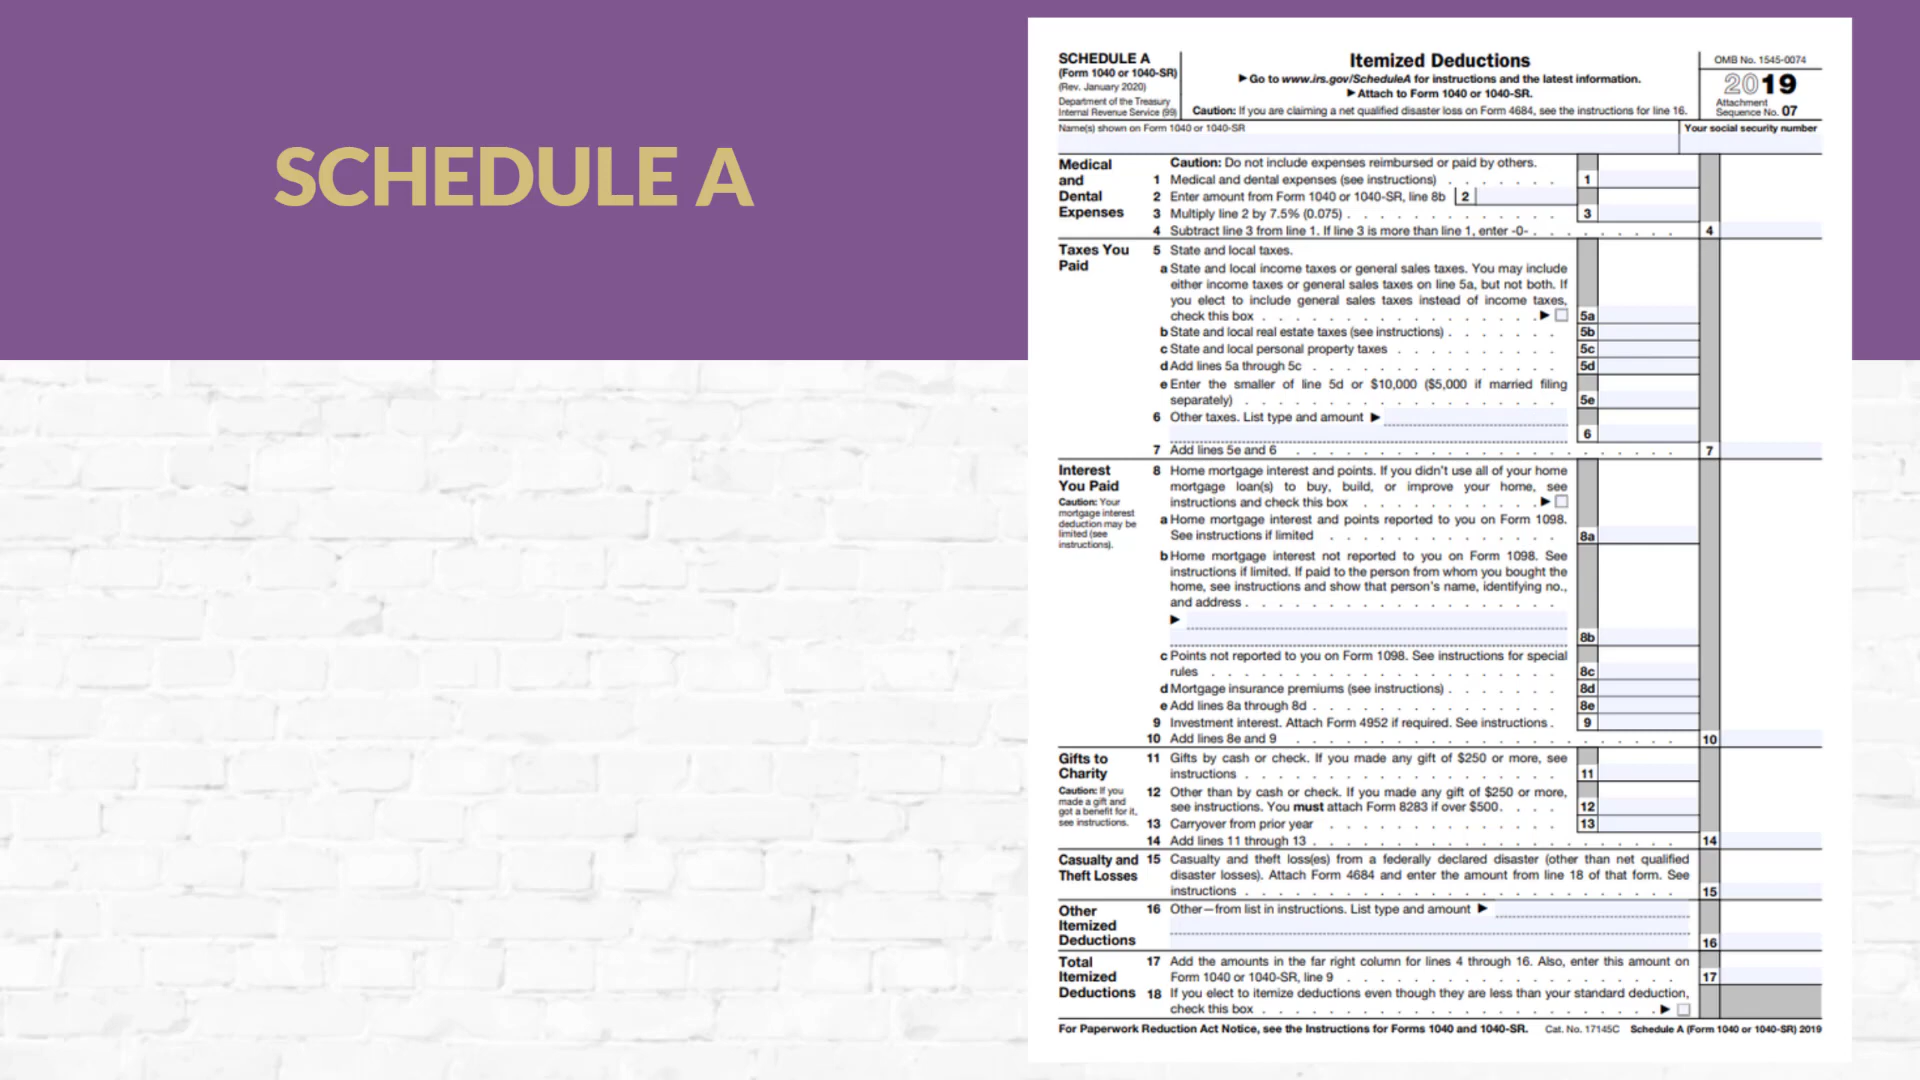 SCHEDULE A
SCHEDULE A
(Form 1040 or 1040-SR)
(Rev. January 2020)
Department of the Treasury
Internal Revenue Service (99)
Itemized Deductions
▶ Go to www.irs.gov/ScheduleA for instructions and the latest information.
▶ Attach to Form 1040 or 1040-SR.
Caution: If you are claiming a net qualified disaster loss on Form 4684, see the instructions for line 16.
OMB No. 1545-0074
2019
Attachment
Sequence No. 07
Name(s) shown on Form 1040 or 1040-SR
Your social security number
Medical
and
Dental
Expenses
Caution: Do not include expenses reimbursed or paid by others.
1 Medical and dental expenses (see instructions) . . . . . . . 1
2 Enter amount from Form 1040 or 1040-SR, line 8b 2
3 Multiply line 2 by 7.5% (0.075) . . . . . . . . . . . . 3
4 Subtract line 3 from line 1. If line 3 is more than line 1, enter -0- . . . . . . . . 4
Taxes You
Paid
5 State and local taxes.
a State and local income taxes or general sales taxes. You may include
either income taxes or general sales taxes on line 5a, but not both. If
you elect to include general sales taxes instead of income taxes,
check this box . . . . . . . . . . . . . . . . ▶ 5a
b State and local real estate taxes (see instructions) . . . . . . . 5b
c State and local personal property taxes . . . . . . . . . . 5c
d Add lines 5a through 5c . . . . . . . . . . . . . . 5d
e Enter the smaller of line 5d or $10,000 ($5,000 if married filing
separately) . . . . . . . . . . . . . . . . . 5e
6 Other taxes. List type and amount ▶
6
7 Add lines 5e and 6 . . . . . . . . . . . . . . . . . . . 7
Interest
You Paid
Caution: Your
mortgage interest
deduction may be
limited (see
instructions).
8 Home mortgage interest and points. If you didn't use all of your home
mortgage loan(s) to buy, build, or improve your home, see
instructions and check this box . . . . . . . . . . . ▶
a Home mortgage interest and points reported to you on Form 1098.
See instructions if limited . . . . . . . . . . . . . 8a
b Home mortgage interest not reported to you on Form 1098. See
instructions if limited. If paid to the person from whom you bought the
home, see instructions and show that person's name, identifying no.,
and address . . . . . . . . . . . . . . . . .
▶
8b
c Points not reported to you on Form 1098. See instructions for special
rules . . . . . . . . . . . . . . . . . . 8c
d Mortgage insurance premiums (see instructions) . . . . . . . 8d
e Add lines 8a through 8d . . . . . . . . . . . . . . 8e
9 Investment interest. Attach Form 4952 if required. See instructions . 9
10 Add lines 8e and 9 . . . . . . . . . . . . . . . . . . . 10
Gifts to
Charity
Caution: If you
made a gift and
got a benefit for it,
see instructions.
11 Gifts by cash or check. If you made any gift of $250 or more, see
instructions . . . . . . . . . . . . . . . . . 11
12 Other than by cash or check. If you made any gift of $250 or more,
see instructions. You must attach Form 8283 if over $500. . . . 12
13 Carryover from prior year . . . . . . . . . . . . . 13
14 Add lines 11 through 13 . . . . . . . . . . . . . . . . . . 14
Casualty and
Theft Losses
15 Casualty and theft loss(es) from a federally declared disaster (other than net qualified
disaster losses). Attach Form 4684 and enter the amount from line 18 of that form. See
instructions . . . . . . . . . . . . . . . . . . . . . 15
Other
Itemized
Deductions
16 Other—from list in instructions. List type and amount ▶
16
Total
Itemized
Deductions
17 Add the amounts in the far right column for lines 4 through 16. Also, enter this amount on
Form 1040 or 1040-SR, line 9 . . . . . . . . . . . . . . . . 17
18 If you elect to itemize deductions even though they are less than your standard deduction,
check this box . . . . . . . . . . . . . . . . . . . . ▶
For Paperwork Reduction Act Notice, see the Instructions for Forms 1040 and 1040-SR. Cat. No. 17145C Schedule A (Form 1040 or 1040-SR) 2019